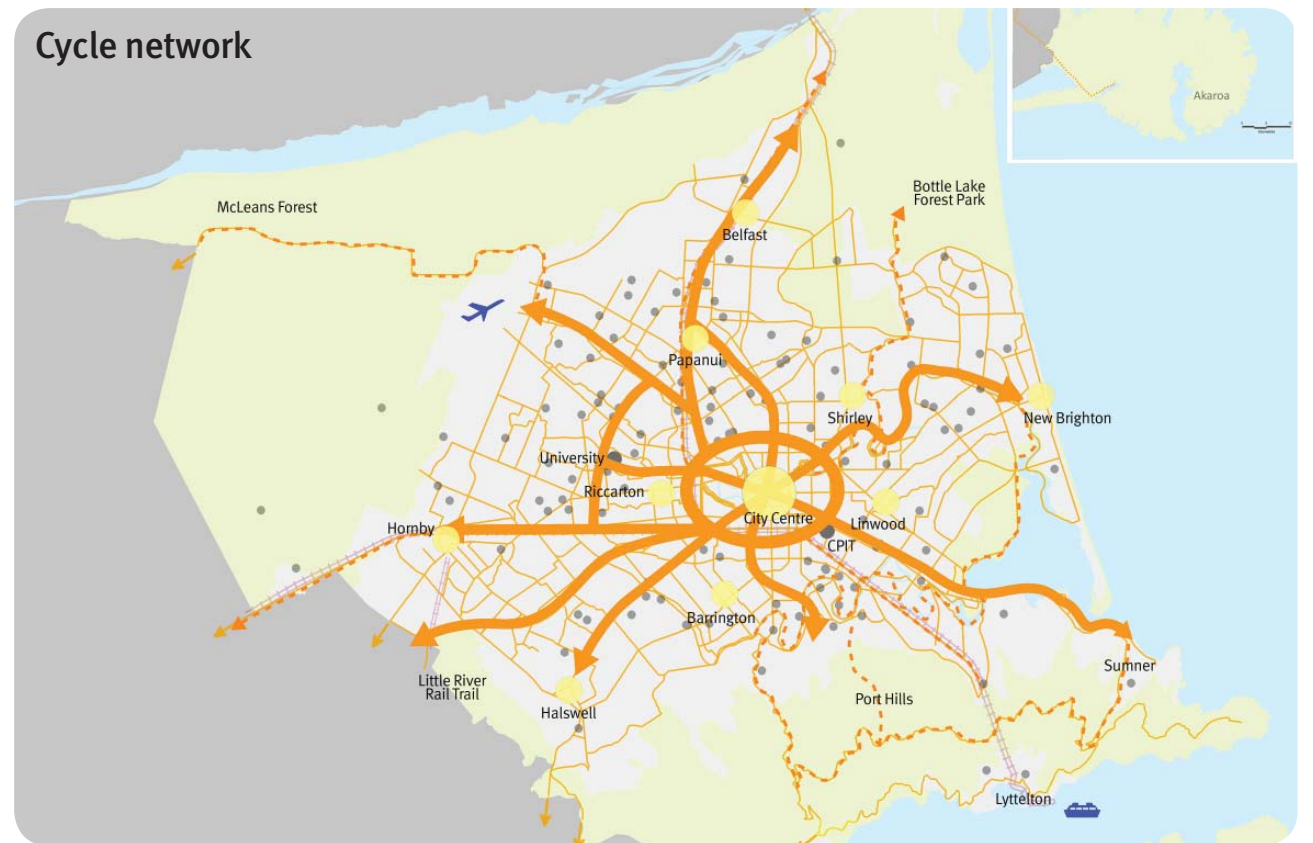 Cycle network
Akaroa
McLeans Forest
Bottle Lake
Forest Park
Belfast
Papanui
Shirley
New Brighton
University
Riccarton
City Centre
Linwood
Hornby
CPIT
Barrington
Sumner
Little River
Rail Trail
Port Hills
Halswell
Lyttelton